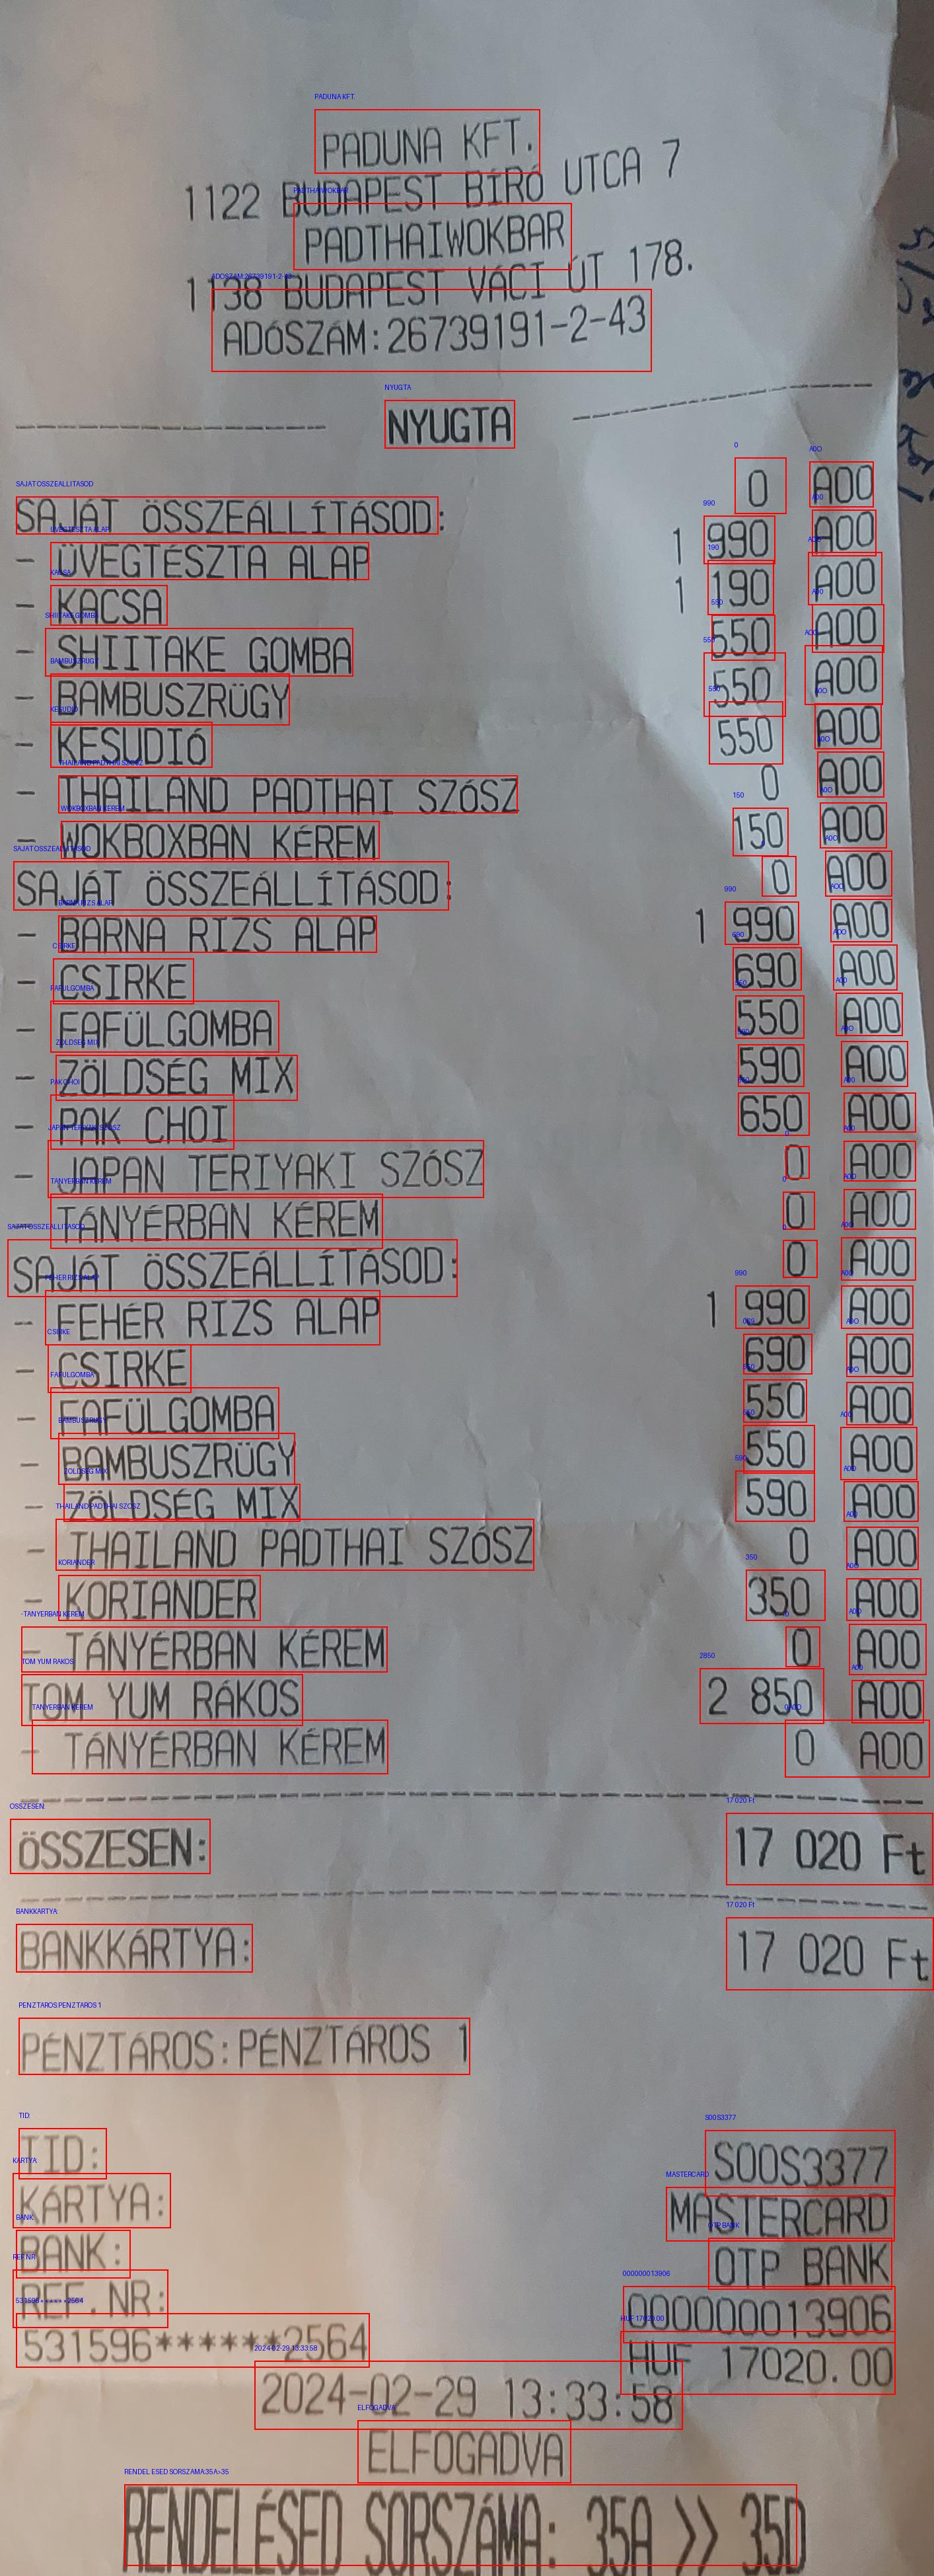 PADUNA KFT.
1122 BUDAPEST BÍRÓ UTCA 7
PADTHAIWOKBAR
1138 BUDAPEST VÁCI ÚT 178.
ADÓSZÁM:26739191-2-43
NYUGTA
SAJÁT ÖSSZEÁLLÍTÁSOD: 0 A00
- ÜVEGTÉSZTA ALAP 1 990 A00
- KACSA 1 190 A00
- SHIITAKE GOMBA 550 A00
- BAMBUSZRÜGY 550 A00
- KESUDIÓ 550 A00
- THAILAND PADTHAI SZÓSZ 0 A00
- WOKBOXBAN KÉREM 150 A00
SAJÁT ÖSSZEÁLLÍTÁSOD: 0 A00
- BARNA RIZS ALAP 1 990 A00
- CSIRKE 690 A00
- FAFÜLGOMBA 550 A00
- ZÖLDSÉG MIX 590 A00
- PAK CHOI 650 A00
- JAPÁN TERIYAKI SZÓSZ 0 A00
- TÁNYÉRBAN KÉREM 0 A00
SAJÁT ÖSSZEÁLLÍTÁSOD: 0 A00
- FEHÉR RIZS ALAP 1 990 A00
- CSIRKE 690 A00
- FAFÜLGOMBA 550 A00
- BAMBUSZRÜGY 550 A00
- ZÖLDSÉG MIX 590 A00
- THAILAND PADTHAI SZÓSZ 0 A00
- KORIANDER 350 A00
- TÁNYÉRBAN KÉREM 0 A00
TOM YUM RÁKOS 2 850 A00
- TÁNYÉRBAN KÉREM 0 A00
ÖSSZESEN: 17 020 Ft
BANKKÁRTYA: 17 020 Ft
PÉNZTÁROS:PÉNZTÁROS 1
TID: S00S3377
KÁRTYA: MASTERCARD
BANK: OTP BANK
REF.NR: 000000013906
531596******2564 HUF 17020.00
2024-02-29 13:33:58
ELFOGADVA
RENDELÉSED SORSZÁMA: 35A >> 35D